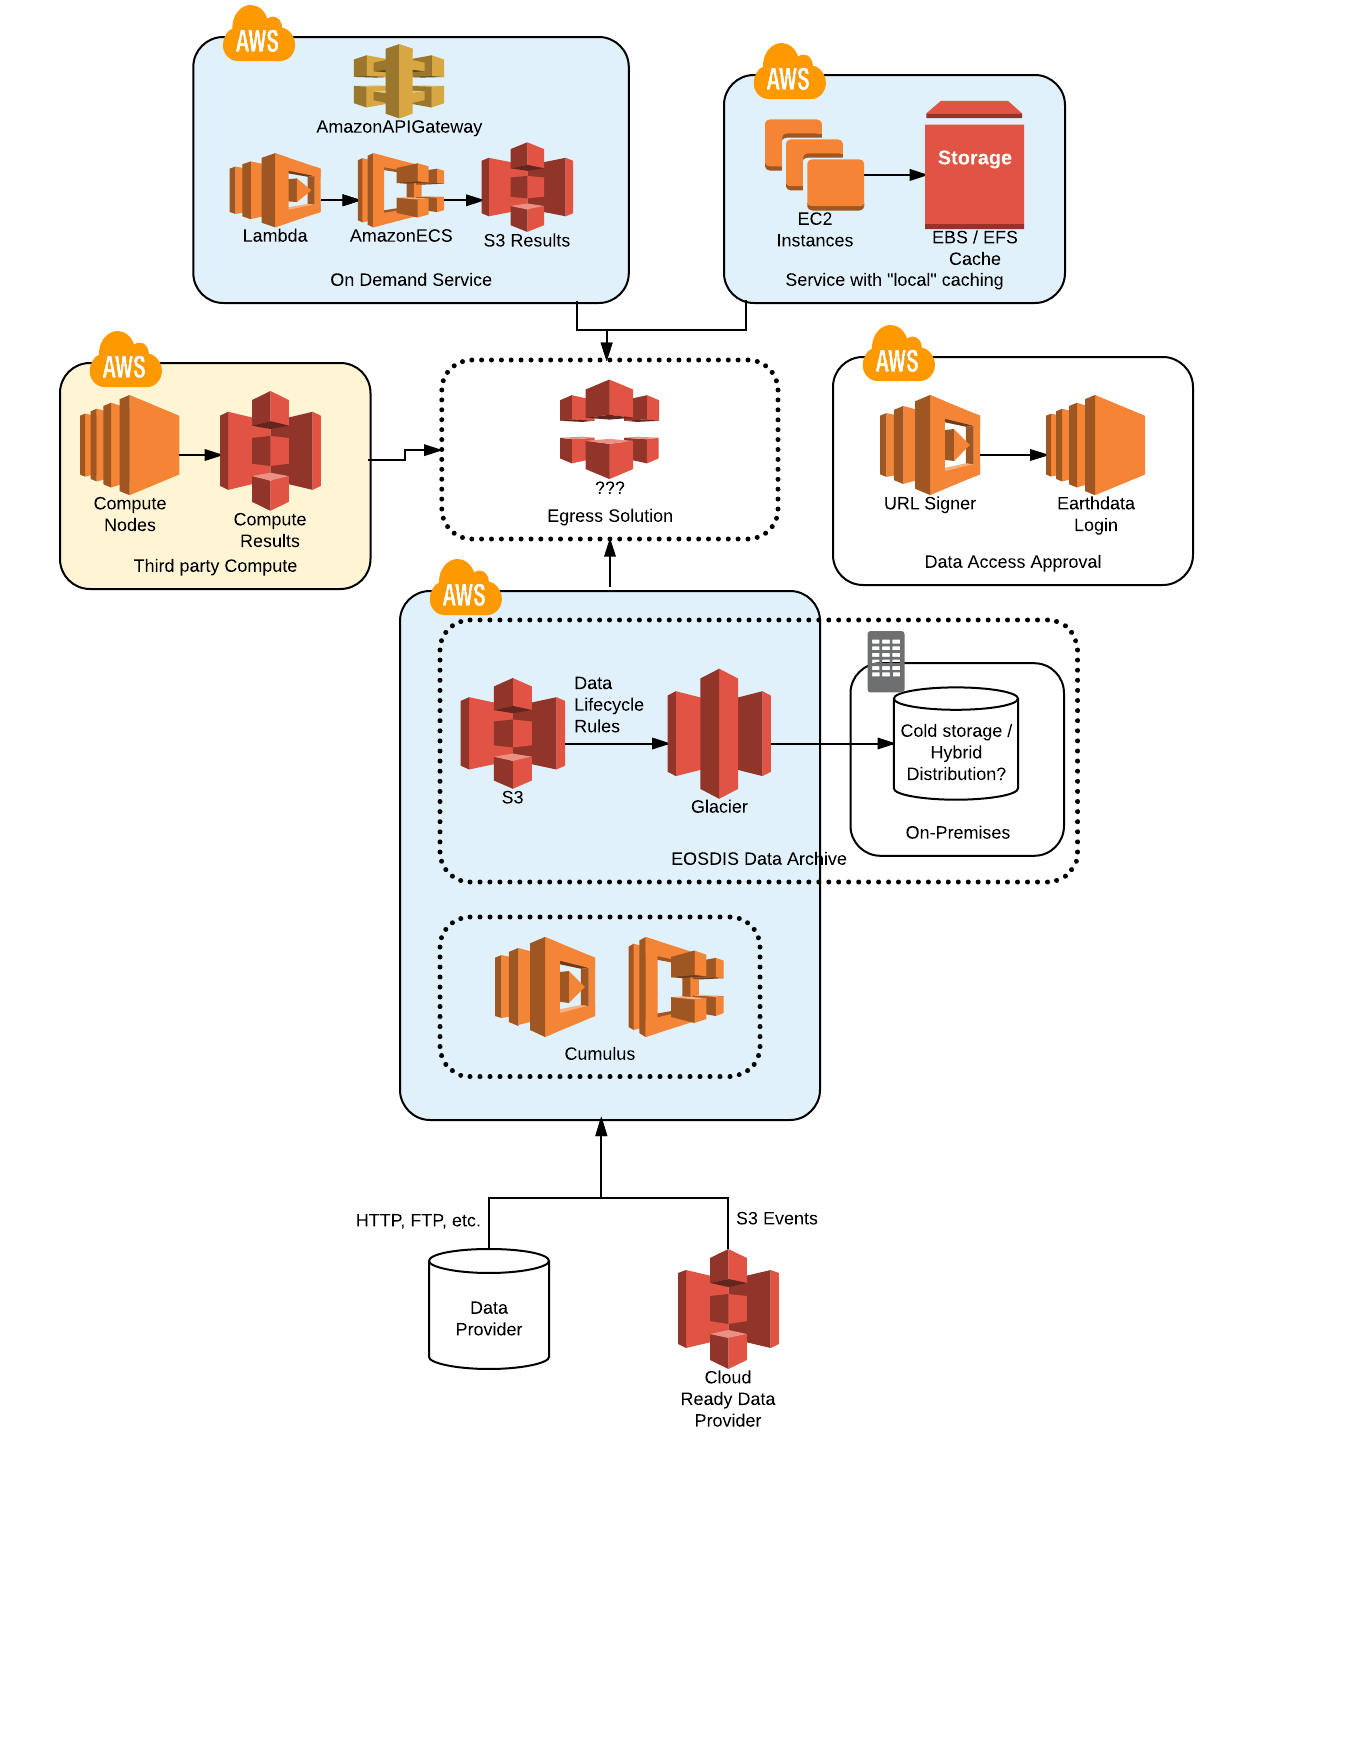 AWS
AmazonAPIGateway
Lambda
AmazonECS
S3 Results
On Demand Service
AWS
Storage
EC2
Instances
EBS / EFS
Cache
Service with "local" caching
AWS
Compute
Nodes
Compute
Results
Third party Compute
???
Egress Solution
AWS
URL Signer
Earthdata
Login
Data Access Approval
AWS
Data
Lifecycle
Rules
S3
Glacier
Cold storage /
Hybrid
Distribution?
On-Premises
EOSDIS Data Archive
Cumulus
HTTP, FTP, etc.
S3 Events
Data
Provider
Cloud
Ready Data
Provider